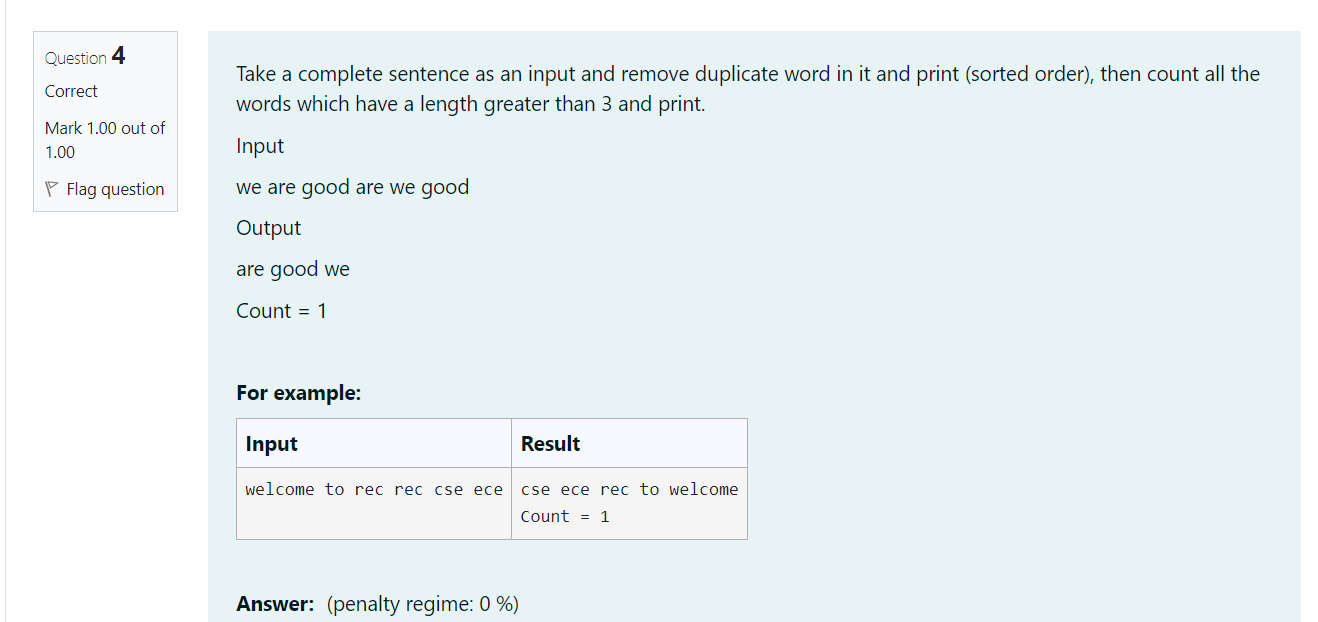 Question 4
Correct
Mark 1.00 out of
1.00
Flag question
Take a complete sentence as an input and remove duplicate word in it and print (sorted order), then count all the
words which have a length greater than 3 and print.
Input
we are good are we good
Output
are good we
Count = 1
For example:
Input Result
welcome to rec rec cse ece cse ece rec to welcome
Count = 1
Answer: (penalty regime: 0 %)